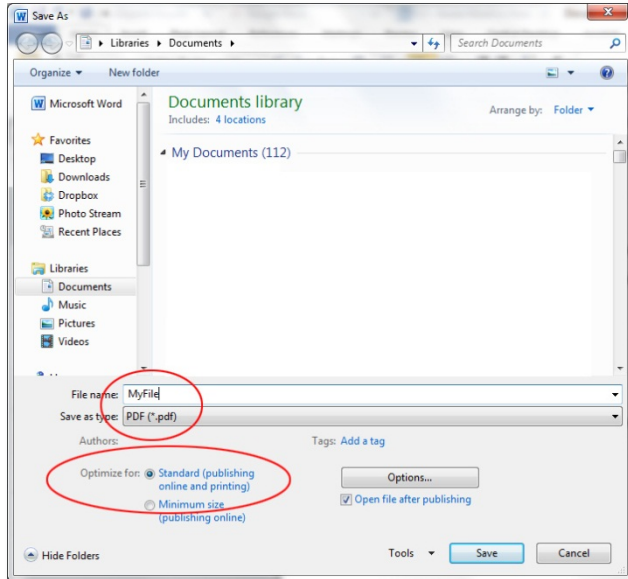 Save As
Libraries Documents
Search Documents
Organize New folder
Microsoft Word
Favorites
Desktop
Downloads
Dropbox
Photo Stream
Recent Places
Libraries
Documents
Music
Pictures
Videos
Documents library
Includes: 4 locations
Arrange by: Folder
My Documents (112)
File name: MyFile
Save as type: PDF (*.pdf)
Authors: Tags: Add a tag
Optimize for: Standard (publishing
online and printing)
Minimum size
(publishing online)
Options...
Open file after publishing
Hide Folders
Tools Save Cancel